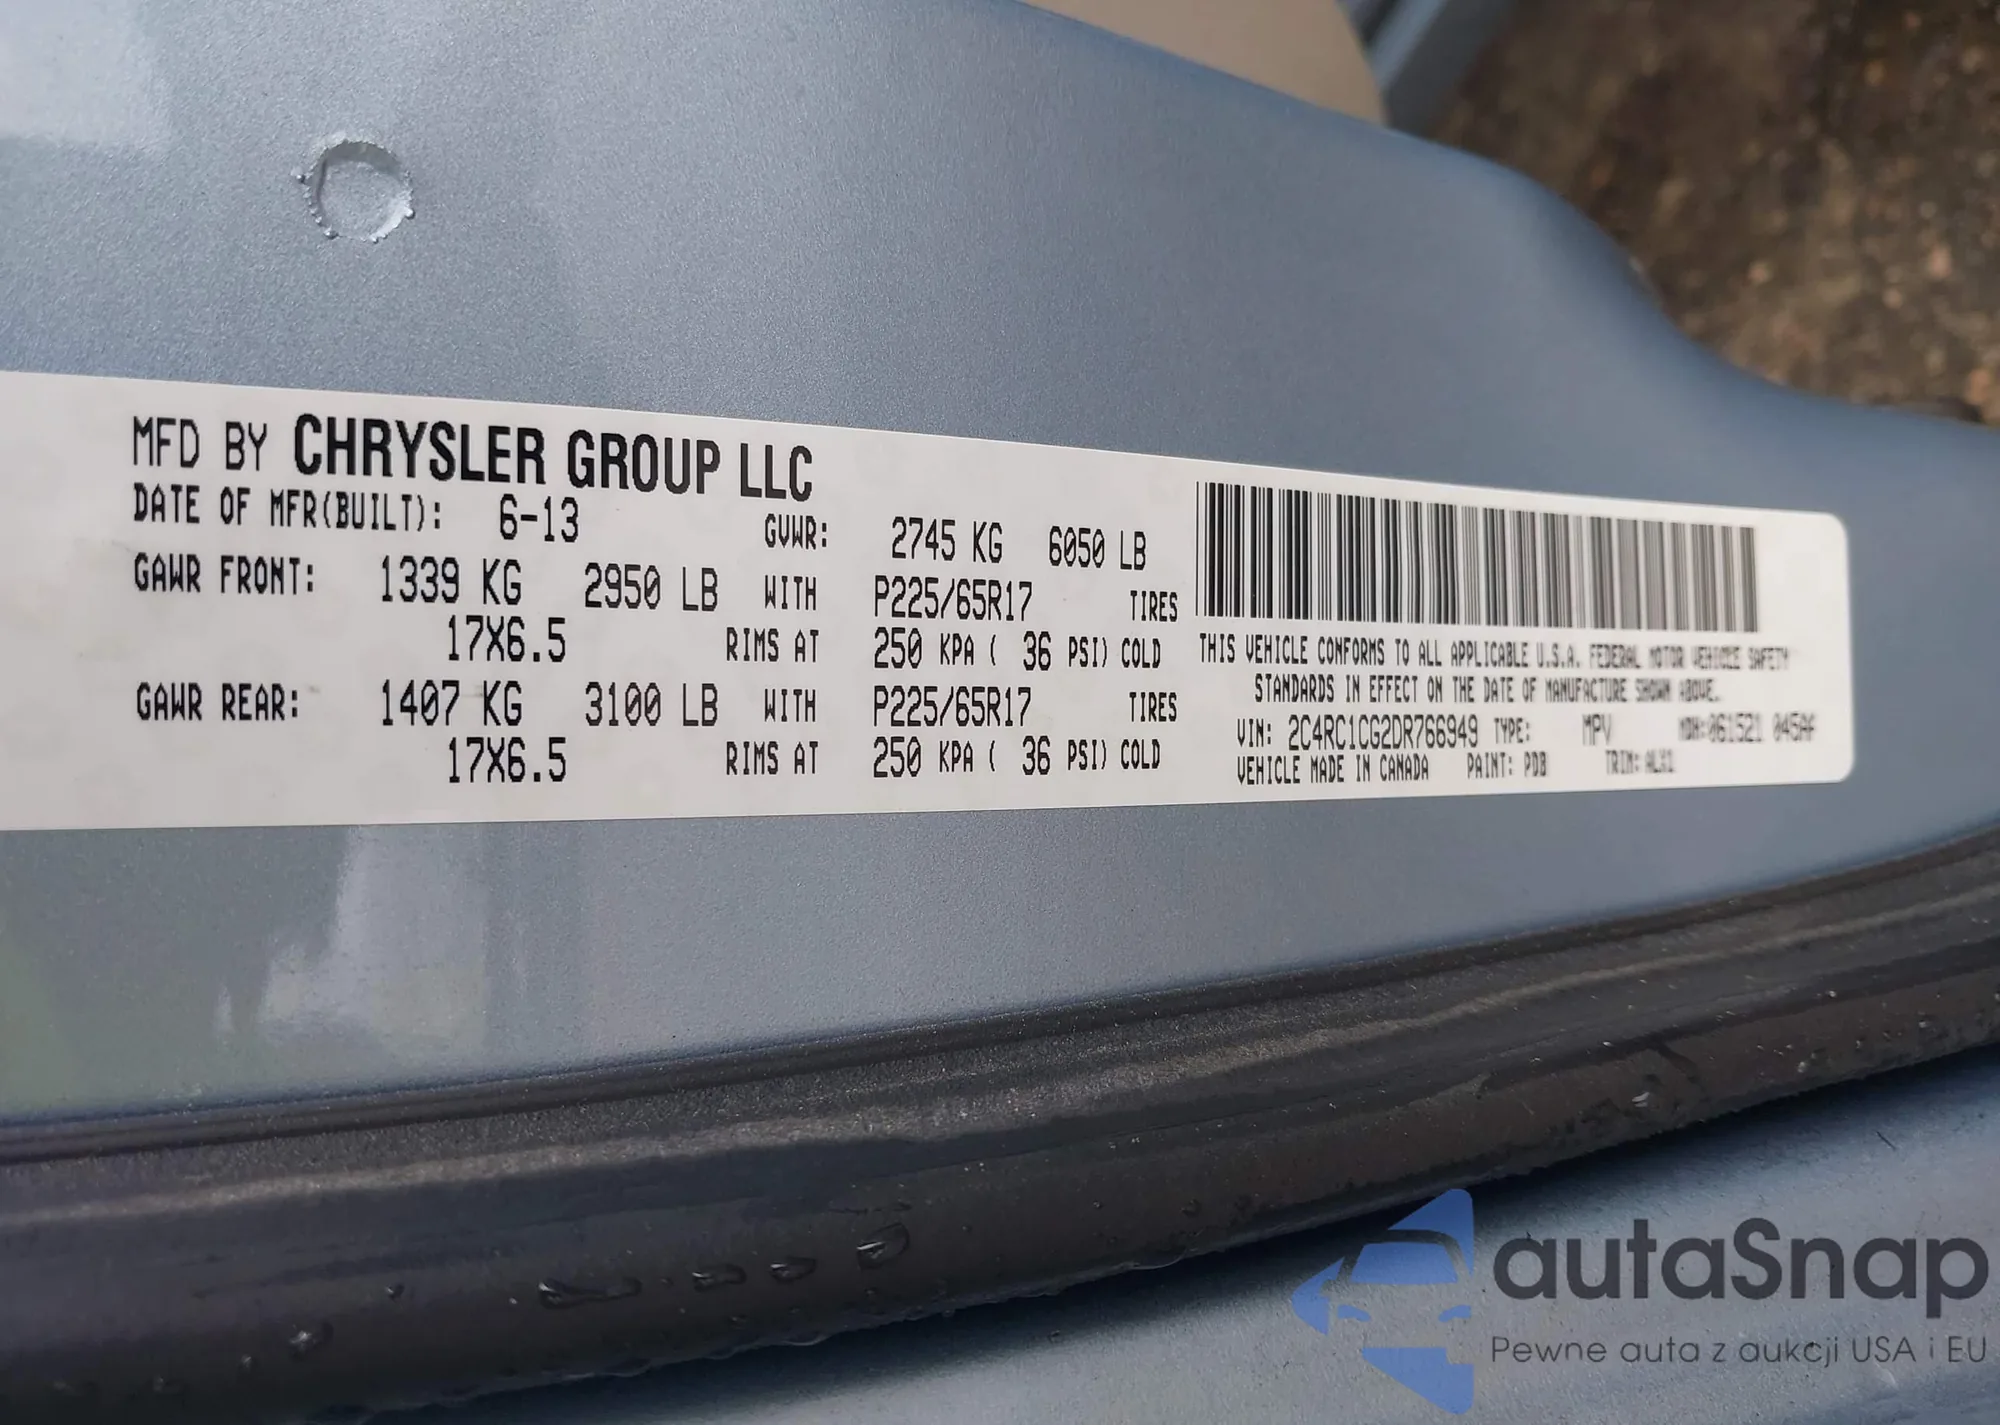 MFD BY CHRYSLER GROUP LLC
DATE OF MFR(BUILT): 6-13 GVWR: 2745 KG 6050 LB
GAWR FRONT: 1339 KG 2950 LB WITH P225/65R17 TIRES
17X6.5 RIMS AT 250 KPA ( 36 PSI) COLD
GAWR REAR: 1407 KG 3100 LB WITH P225/65R17 TIRES
17X6.5 RIMS AT 250 KPA ( 36 PSI) COLD
THIS VEHICLE CONFORMS TO ALL APPLICABLE U.S.A. FEDERAL MOTOR VEHICLE SAFETY
STANDARDS IN EFFECT ON THE DATE OF MANUFACTURE SHOWN ABOVE.
VIN: 2C4RC1CG2DR766949 TYPE: MPV MDH:061521 045AA
VEHICLE MADE IN CANADA PAINT: PDB TRIM:
autaSnap
Pewne auta z aukcji USA i EU